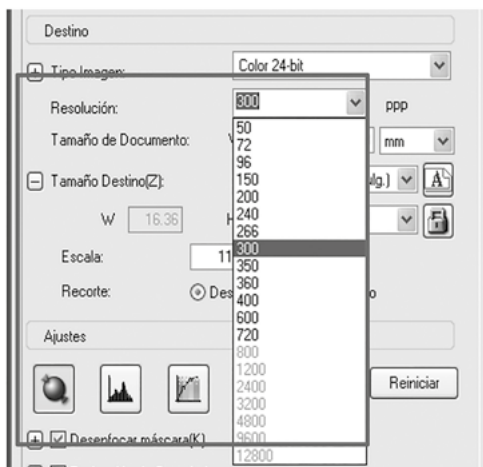 Destino
Tipo Imagen:
Color 24-bit
Resolución:
300
ppp
50
Tamaño de Documento:
mm
72
96
Tamaño Destino(Z):
150
200
W
16.36
H
240
266
300
Escala:
11
350
Recorte:
Des
360
o
400
600
Ajustes
720
800
1200
2400
Reiniciar
3200
4800
Desenfocar máscara(K)
9600
12800